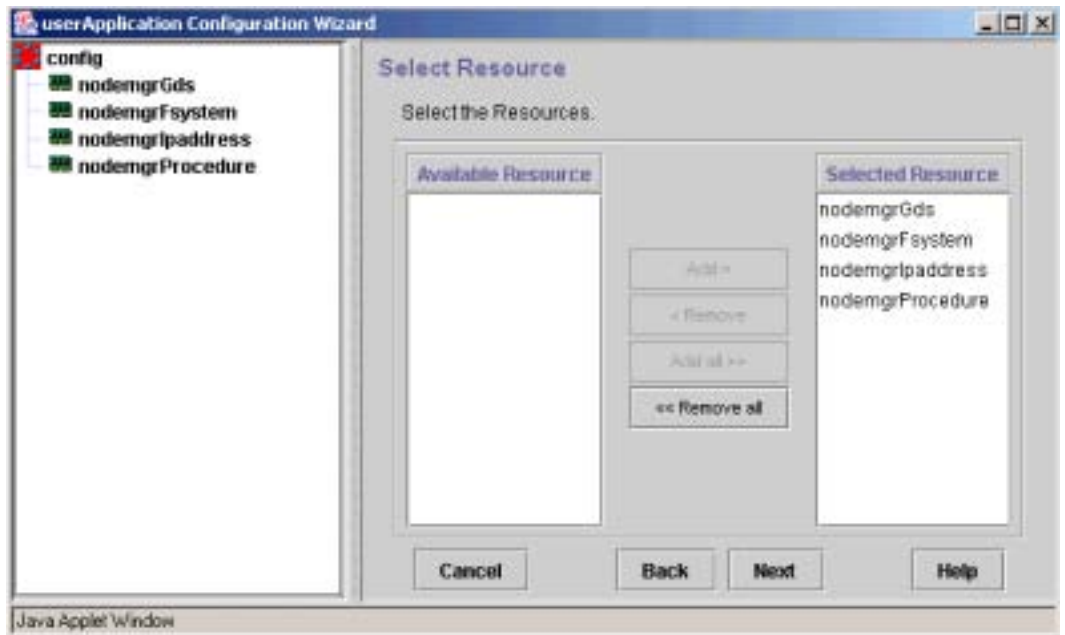 userApplication Configuration Wizard
config
nodemgrGds
nodemgrFsystem
nodemgrIpaddress
nodemgrProcedure
Select Resource
Select the Resources.
Available Resource
Selected Resource
nodemgrGds
nodemgrFsystem
nodemgrIpaddress
nodemgrProcedure
Add >
< Remove
Add all >>
<< Remove all
Cancel
Back
Next
Help
Java Applet Window